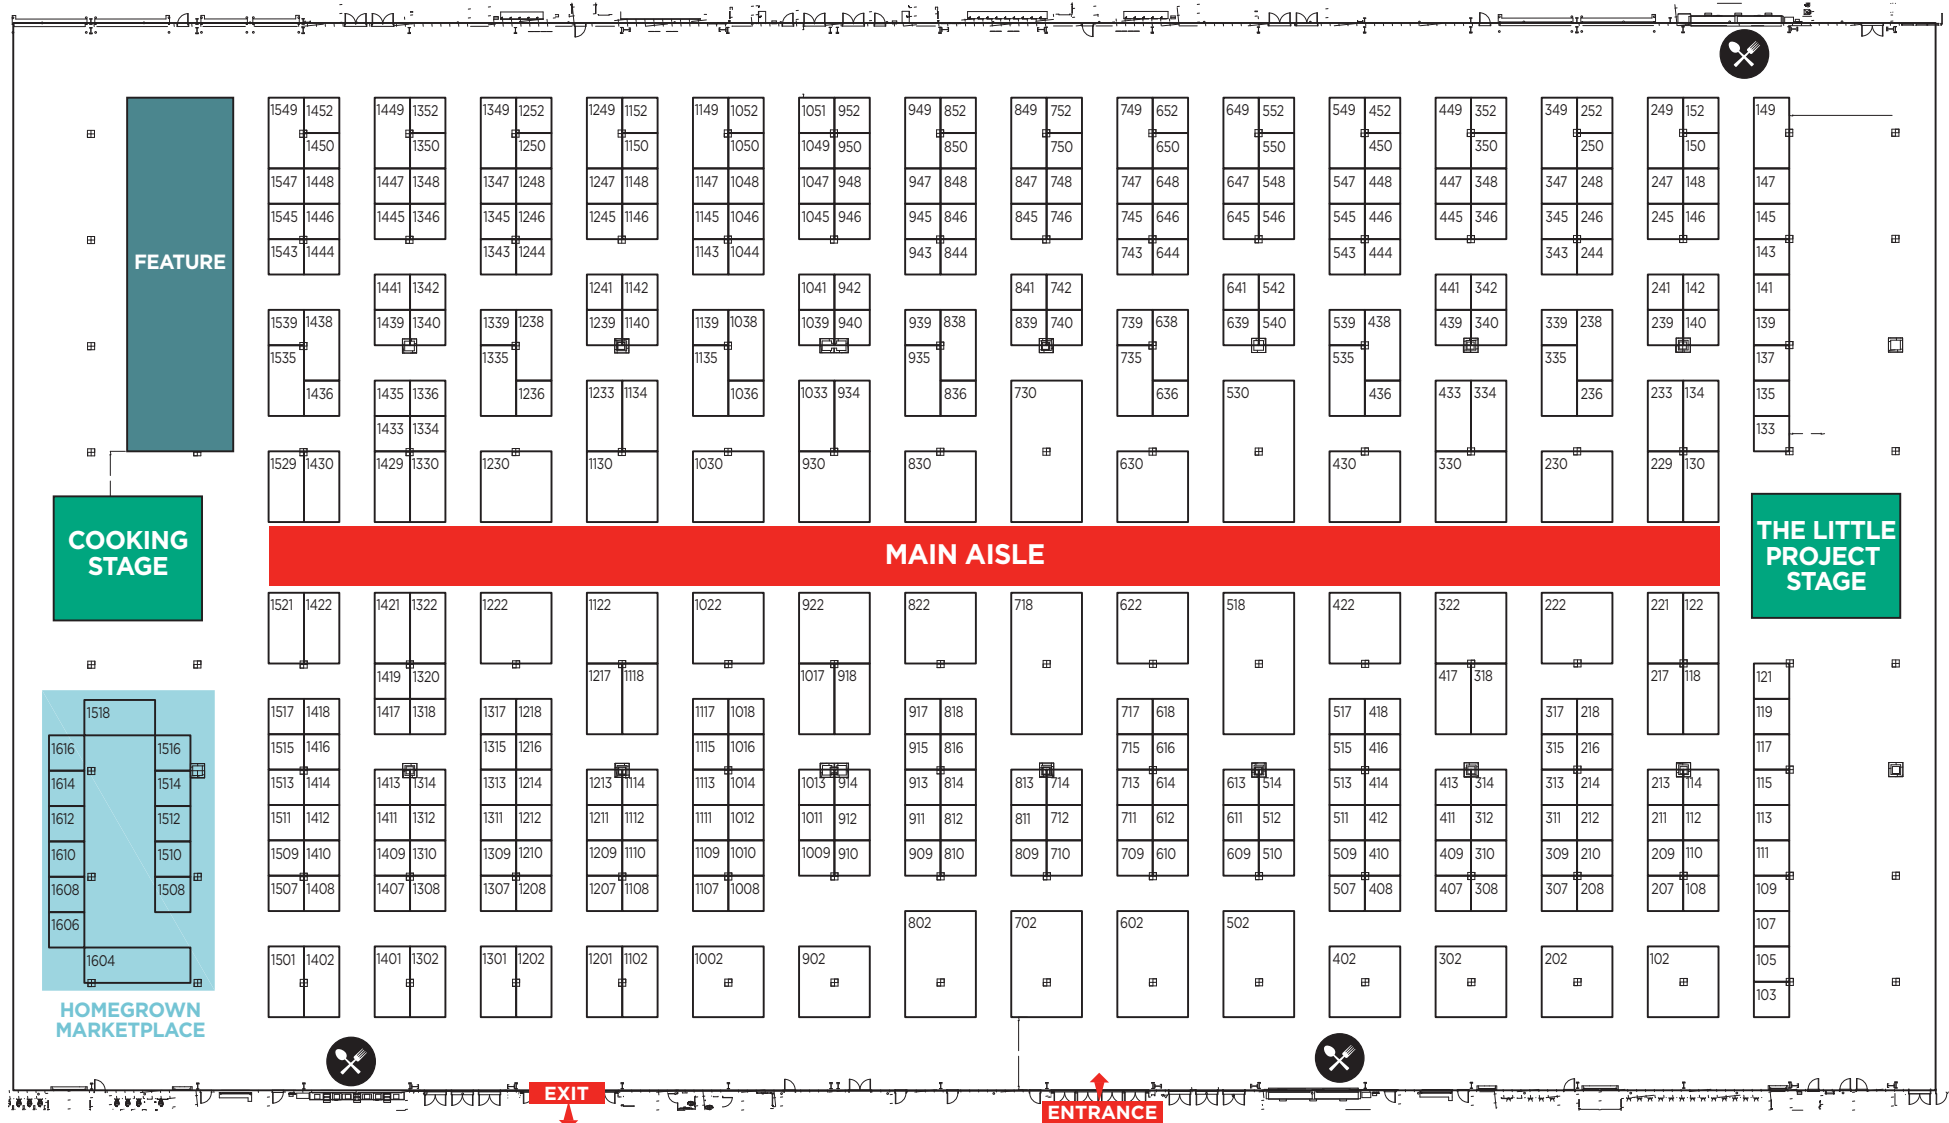 1549 1452 1449 1352 1349 1252 1249 1152 1149 1052 1051 952 949 852 849 752 749 652 649 552 549 452 449 352 349 252 249 152 149
1450 1350 1250 1150 1050 1049 950 850 750 650 550 450 350 250 150
1547 1448 1447 1348 1347 1248 1247 1148 1147 1048 1047 948 947 848 847 748 747 648 647 548 547 448 447 348 347 248 247 148 147
1545 1446 1445 1346 1345 1246 1245 1146 1145 1046 1045 946 945 846 845 746 745 646 645 546 545 446 445 346 345 246 245 146 145
1543 1444 1343 1244 1143 1044 943 844 743 644 543 444 343 244 143
FEATURE
1441 1342 1241 1142 1041 942 841 742 641 542 441 342 241 142 141
1539 1438 1439 1340 1339 1238 1239 1140 1139 1038 1039 940 939 838 839 740 739 638 639 540 539 438 439 340 339 238 239 140 139
1535 1335 1135 935 735 535 335 137
1436 1435 1336 1236 1233 1134 1036 1033 934 836 730 636 530 436 433 334 236 233 134 135
1433 1334 133
1529 1430 1429 1330 1230 1130 1030 930 830 630 430 330 230 229 130
COOKING
STAGE
MAIN AISLE
THE LITTLE
PROJECT
STAGE
1521 1422 1421 1322 1222 1122 1022 922 822 718 622 518 422 322 222 221 122
1419 1320 1217 1118 1017 918 417 318 217 118 121
1518 1517 1418 1417 1318 1317 1218 1117 1018 917 818 717 618 517 418 317 218 119
1616 1516 1515 1416 1315 1216 1115 1016 915 816 715 616 515 416 315 216 117
1614 1514 1513 1414 1413 1314 1313 1214 1213 1114 1113 1014 1013 914 913 814 813 714 713 614 613 514 513 414 413 314 313 214 213 114 115
1612 1512 1511 1412 1411 1312 1311 1212 1211 1112 1111 1012 1011 912 911 812 811 712 711 612 611 512 511 412 411 312 311 212 211 112 113
1610 1510 1509 1410 1409 1310 1309 1210 1209 1110 1109 1010 1009 910 909 810 809 710 709 610 609 510 509 410 409 310 309 210 209 110 111
1608 1508 1507 1408 1407 1308 1307 1208 1207 1108 1107 1008 507 408 407 308 307 208 207 108 109
1606 802 702 602 502 107
1604 1501 1402 1401 1302 1301 1202 1201 1102 1002 902 402 302 202 102 105
103
HOMEGROWN
MARKETPLACE
EXIT
ENTRANCE